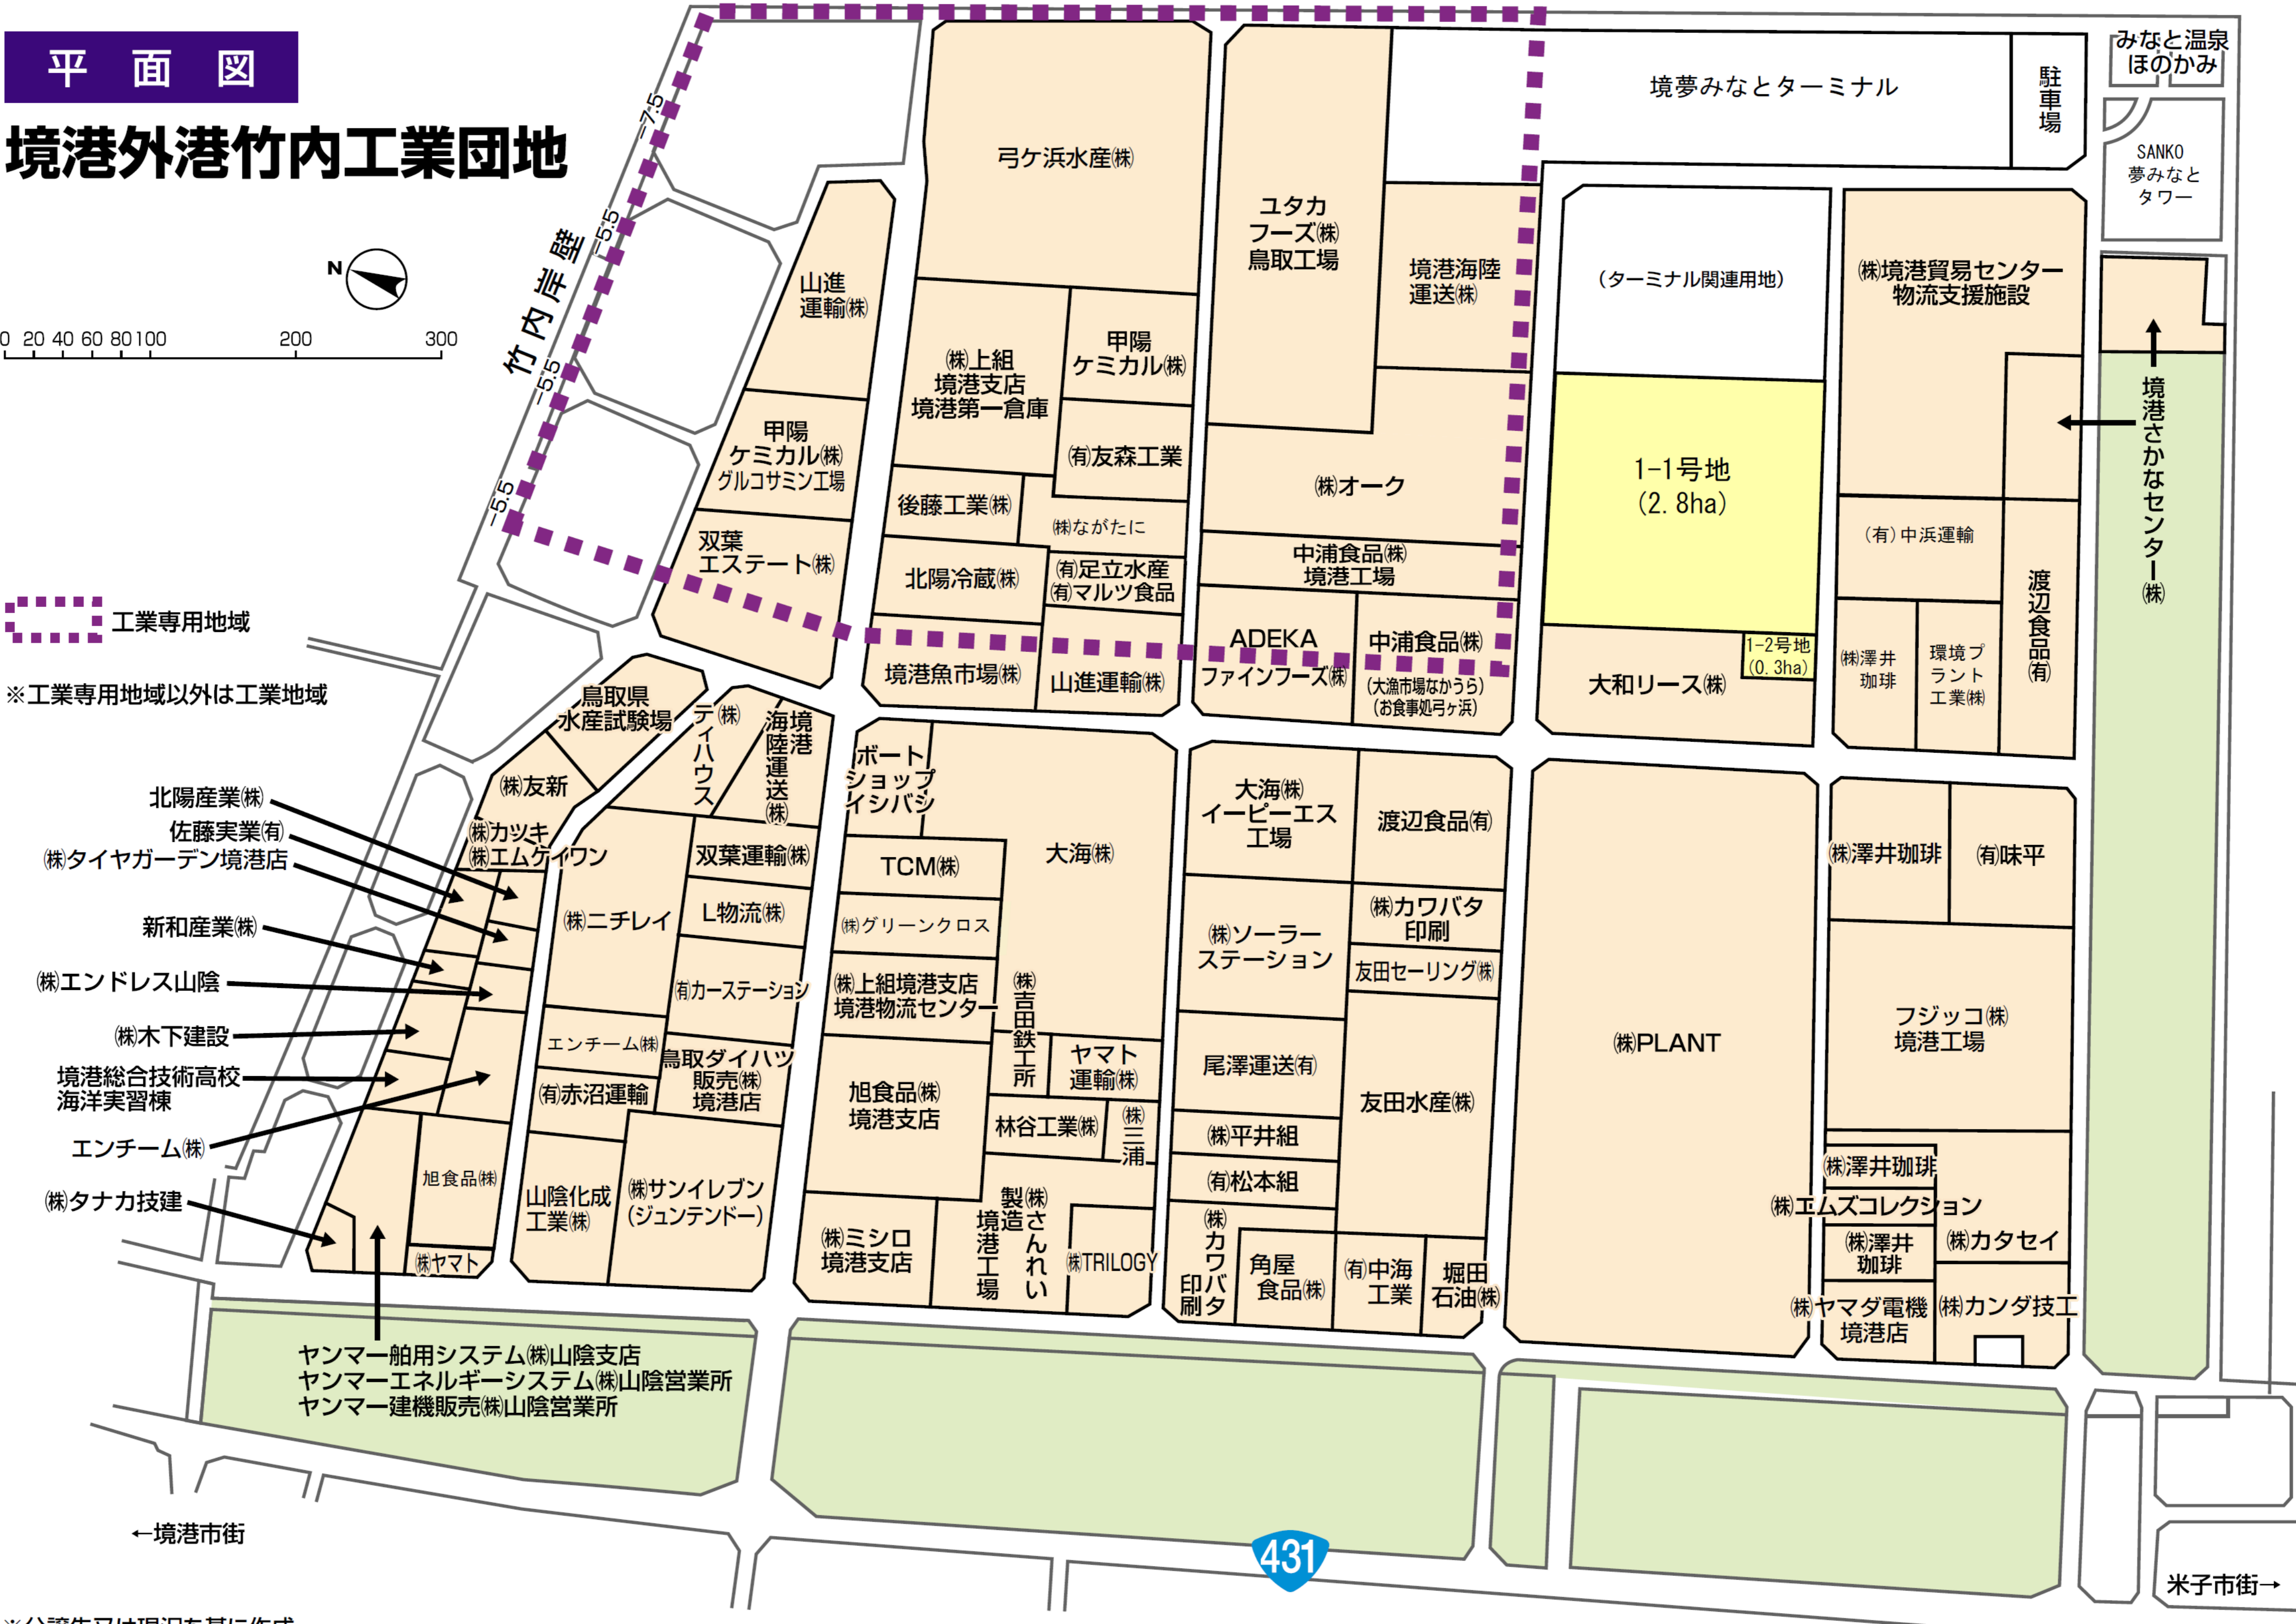 平面図
境港外港竹内工業団地
N
0 20 40 60 80 100 200 300
竹内岸壁
-7.5
-5.5
-5.5
-5.5
工業専用地域
※工業専用地域以外は工業地域
弓ケ浜水産㈱
山進
運輸㈱
㈱上組
境港支店
境港第一倉庫
甲陽
ケミカル㈱
甲陽
ケミカル㈱
グルコサミン工場
㈲友森工業
後藤工業㈱
㈱ながたに
双葉
エステート㈱
北陽冷蔵㈱
㈲足立水産
㈲マルツ食品
境港魚市場㈱
山進運輸㈱
ユタカ
フーズ㈱
鳥取工場
境港海陸
運送㈱
㈱オーク
中浦食品㈱
境港工場
ADEKA
ファインフーズ㈱
中浦食品㈱
(大漁市場なかうら)
(お食事処弓ヶ浜)
境夢みなとターミナル
駐車場
みなと温泉
ほのかみ
SANKO
夢みなと
タワー
(ターミナル関連用地)
1-1号地
(2.8ha)
1-2号地
(0.3ha)
大和リース㈱
㈱境港貿易センター
物流支援施設
境港さかなセンター㈱
(有)中浜運輸
渡辺食品㈲
㈱澤井
珈琲
環境プ
ラント
工業㈱
鳥取県
水産試験場
㈱友新
㈱ティハウス
境港海陸運送㈱
㈱カツキ
㈱エムケイワン
北陽産業㈱
佐藤実業㈲
㈱タイヤガーデン境港店
新和産業㈱
㈱エンドレス山陰
㈱木下建設
境港総合技術高校
海洋実習棟
エンチーム㈱
㈱タナカ技建
旭食品㈱
㈱ヤマト
ヤンマー舶用システム㈱山陰支店
ヤンマーエネルギーシステム㈱山陰営業所
ヤンマー建機販売㈱山陰営業所
㈱ニチレイ
双葉運輸㈱
L物流㈱
㈲カーステーション
エンチーム㈱
㈲赤沼運輸
鳥取ダイハツ
販売㈱
境港店
山陰化成
工業㈱
㈱サンイレブン
(ジュンテンドー)
ボート
ショップ
イシバシ
大海㈱
TCM㈱
㈱グリーンクロス
㈱上組境港支店
境港物流センター
㈱吉田鉄工所
ヤマト
運輸㈱
旭食品㈱
境港支店
林谷工業㈱
㈱三浦
㈱ミシロ
境港支店
㈱さんれい
製造
境港工場
㈱TRILOGY
大海㈱
イーピーエス
工場
渡辺食品㈲
㈱ソーラー
ステーション
㈱カワバタ
印刷
友田セーリング㈱
尾澤運送㈲
友田水産㈱
㈱平井組
㈲松本組
㈱カワバタ
印刷
角屋
食品㈱
㈲中海
工業
堀田
石油㈱
㈱PLANT
㈱澤井珈琲
㈲味平
フジッコ㈱
境港工場
㈱澤井珈琲
㈱エムズコレクション
㈱澤井
珈琲
㈱カタセイ
㈱ヤマダ電機
境港店
㈱カンダ技工
←境港市街
431
米子市街→